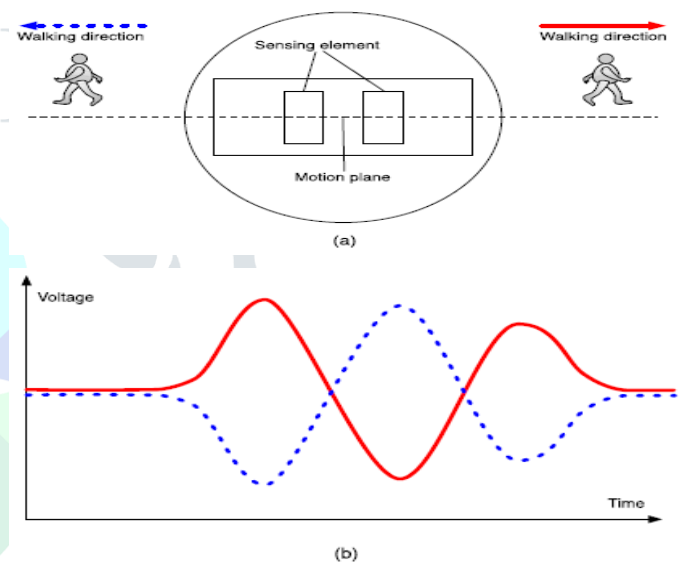 Walking direction
Walking direction
Sensing element
Motion plane
(a)
Voltage
Time
(b)